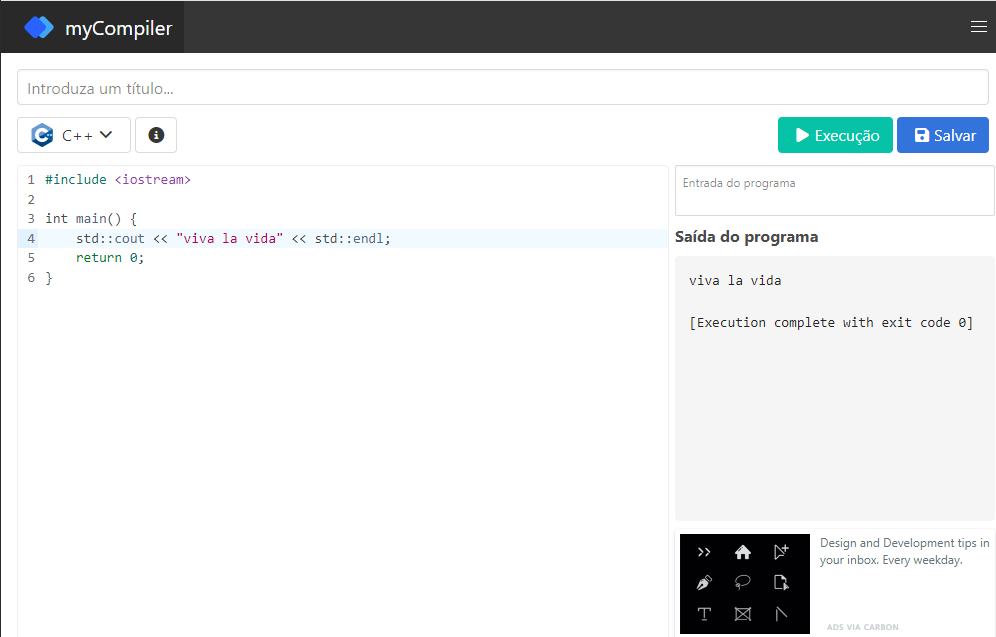 myCompiler
Introduza um título...
C++
Execução
Salvar
1 #include <iostream>
2
3 int main() {
4     std::cout << "viva la vida" << std::endl;
5     return 0;
6 }
Entrada do programa
Saída do programa
viva la vida
[Execution complete with exit code 0]
Design and Development tips in
your inbox. Every weekday.
ADS VIA CARBON